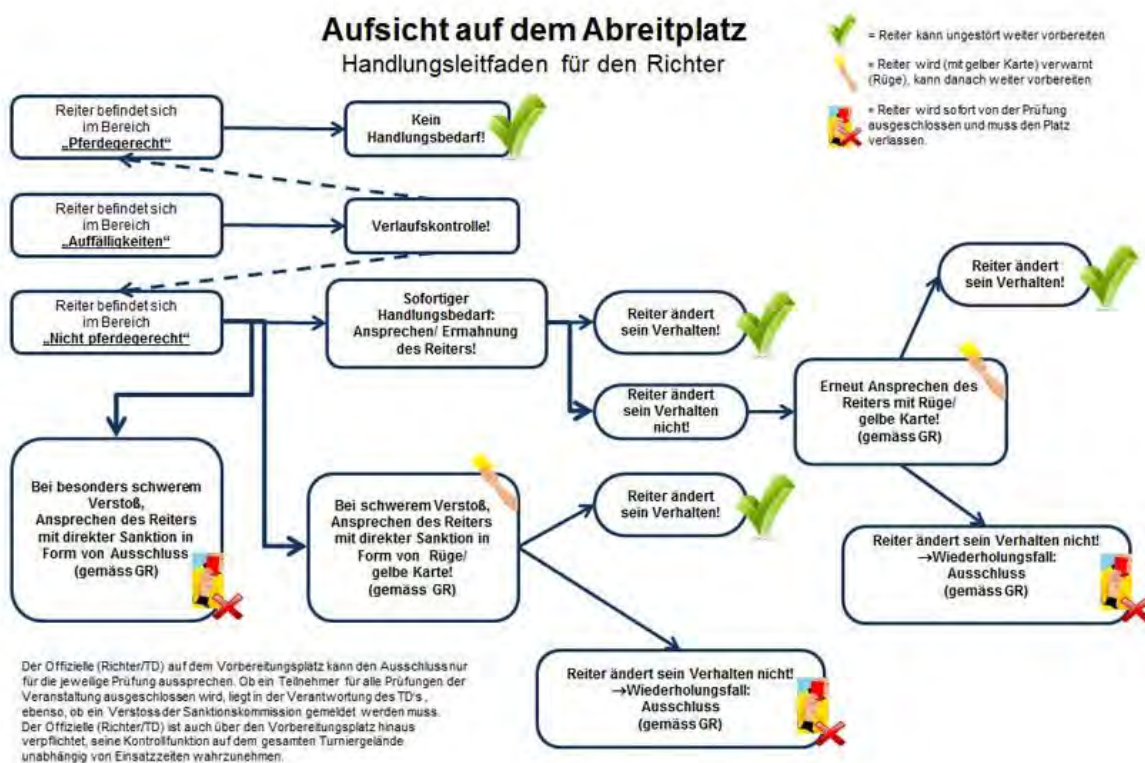 Aufsicht auf dem Abreitplatz
Handlungsleitfaden für den Richter
= Reiter kann ungestört weiter vorbereiten
= Reiter wird (mit gelber Karte) verwarnt
(Rüge), kann danach weiter vorbereiten
= Reiter wird sofort von der Prüfung
ausgeschlossen und muss den Platz
verlassen.
Reiter befindet sich
im Bereich
„Pferdegerecht“
Kein
Handlungsbedarf!
Reiter befindet sich
im Bereich
„Auffälligkeiten“
Verlaufskontrolle!
Reiter befindet sich
im Bereich
„Nicht pferdegerecht“
Sofortiger
Handlungsbedarf:
Ansprechen/ Ermahnung
des Reiters!
Reiter ändert
sein Verhalten!
Reiter ändert
sein Verhalten!
Reiter ändert
sein Verhalten
nicht!
Erneut Ansprechen des
Reiters mit Rüge/
gelbe Karte!
(gemäss GR)
Bei besonders schwerem
Verstoß,
Ansprechen des Reiters
mit direkter Sanktion in
Form von Ausschluss
(gemäss GR)
Bei schwerem Verstoß,
Ansprechen des Reiters
mit direkter Sanktion in
Form von Rüge/
gelbe Karte!
(gemäss GR)
Reiter ändert
sein Verhalten!
Reiter ändert sein Verhalten nicht!
→Wiederholungsfall:
Ausschluss
(gemäss GR)
Reiter ändert sein Verhalten nicht!
→Wiederholungsfall:
Ausschluss
(gemäss GR)
Der Offizielle (Richter/TD) auf dem Vorbereitungsplatz kann den Ausschluss nur
für die jeweilige Prüfung aussprechen. Ob ein Teilnehmer für alle Prüfungen der
Veranstaltung ausgeschlossen wird, liegt in der Verantwortung des TD's,
ebenso, ob ein Verstoss der Sanktionskommission gemeldet werden muss.
Der Offizielle (Richter/TD) ist auch über den Vorbereitungsplatz hinaus
verpflichtet, seine Kontrollfunktion auf dem gesamten Turniergelände
unabhängig von Einsatzzeiten wahrzunehmen.